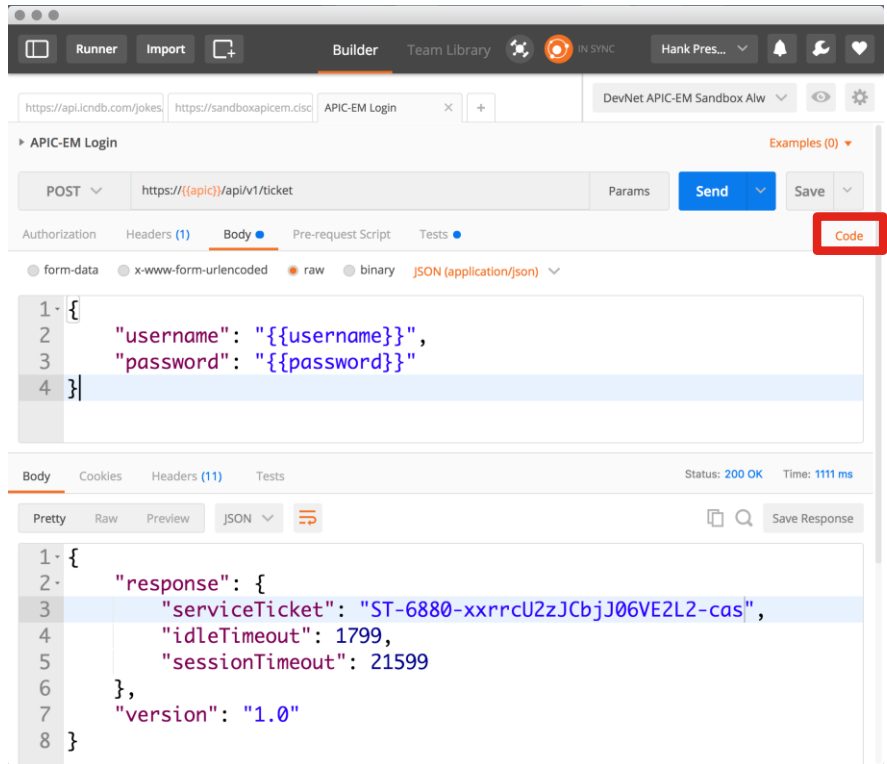 Runner Import Builder Team Library IN SYNC Hank Pres...
https://api.icndb.com/jokes, https://sandboxapicem.cisc APIC-EM Login × + DevNet APIC-EM Sandbox Alw
APIC-EM Login Examples (0)
POST https://{{apic}}/api/v1/ticket Params Send Save
Authorization Headers (1) Body Pre-request Script Tests Code
form-data x-www-form-urlencoded raw binary JSON (application/json)
1 {
2 "username": "{{username}}",
3 "password": "{{password}}"
4 }
Body Cookies Headers (11) Tests Status: 200 OK Time: 1111 ms
Pretty Raw Preview JSON Save Response
1 {
2 "response": {
3 "serviceTicket": "ST-6880-xxrrcU2zJCbjJ06VE2L2-cas",
4 "idleTimeout": 1799,
5 "sessionTimeout": 21599
6 },
7 "version": "1.0"
8 }